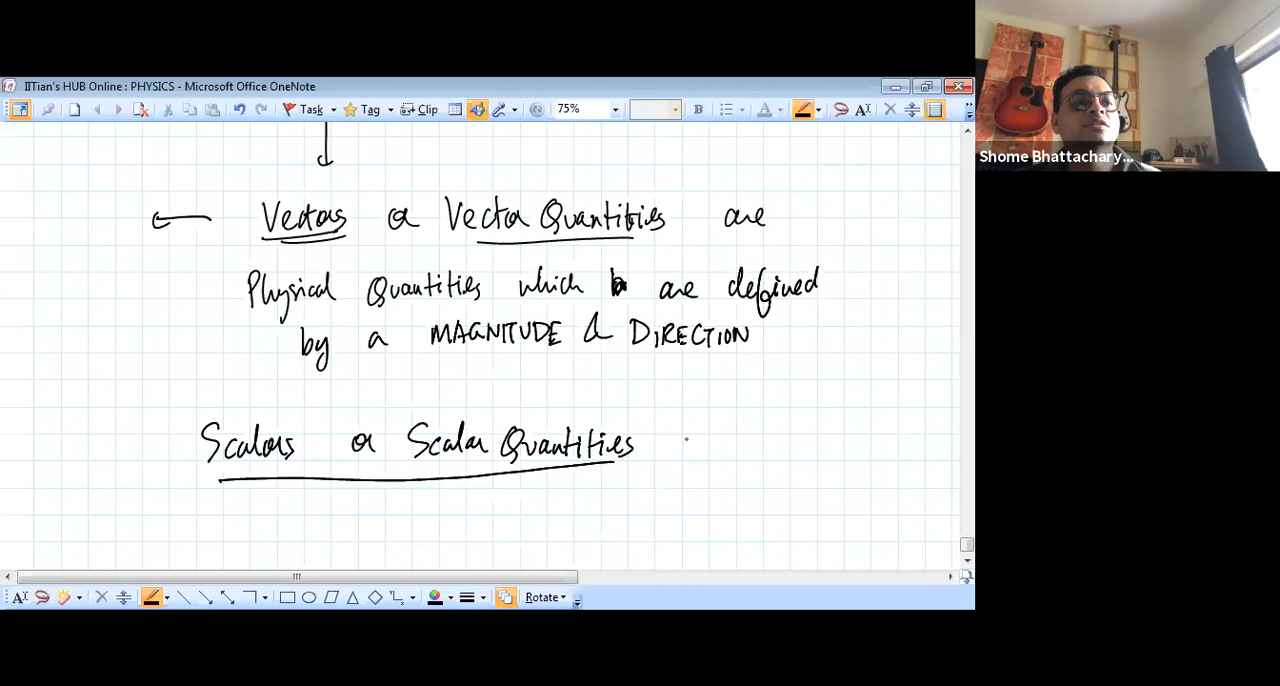 IITian's HUB Online : PHYSICS - Microsoft Office OneNote
Task Tag Clip 75% B A
Shome Bhattachary...
Vectors or Vector Quantities are
Physical Quantities which are defined
by a MAGNITUDE & DIRECTION
Scalars or Scalar Quantities
Rotate